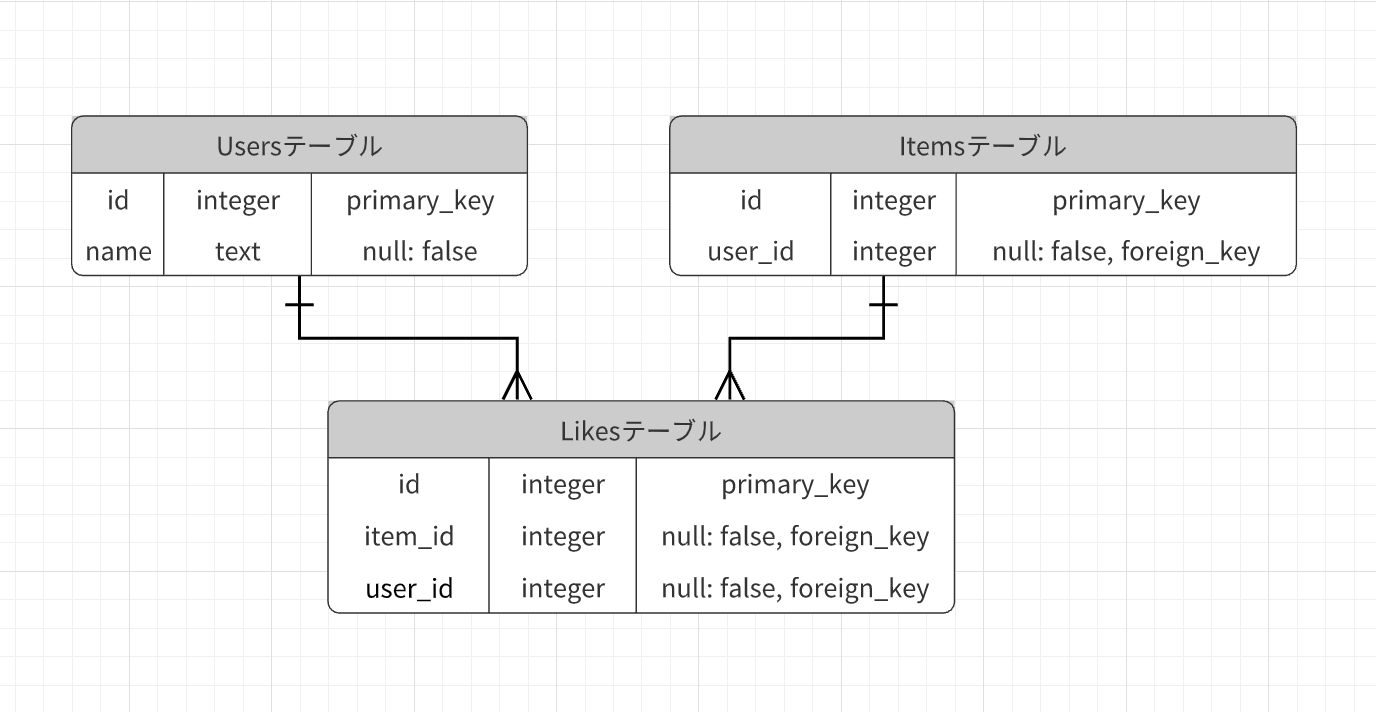 Usersテーブル
id integer primary_key
name text null: false
Itemsテーブル
id integer primary_key
user_id integer null: false, foreign_key
Likesテーブル
id integer primary_key
item_id integer null: false, foreign_key
user_id integer null: false, foreign_key